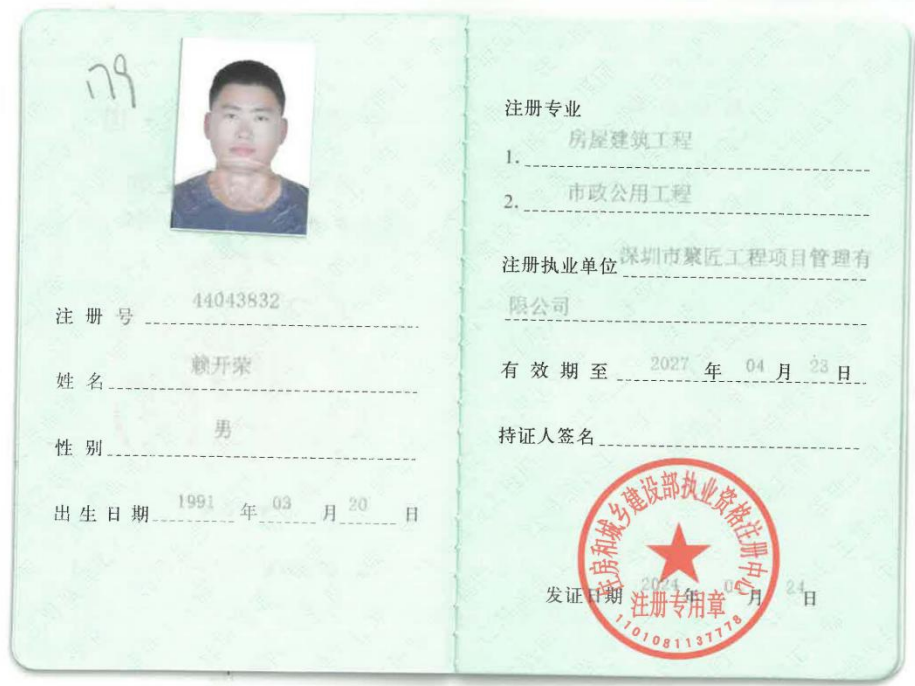 179
注 册 号 44043832
姓 名 赖开荣
性 别 男
出 生 日 期 1991 年 03 月 20 日
注册专业
1. 房屋建筑工程
2. 市政公用工程
注册执业单位 深圳市聚匠工程项目管理有
限公司
有 效 期 至 2027 年 04 月 23 日
持证人签名
住房和城乡建设部执业资格注册中心
发证日期 2024 年 月 24 日
注册专用章
1101081137778